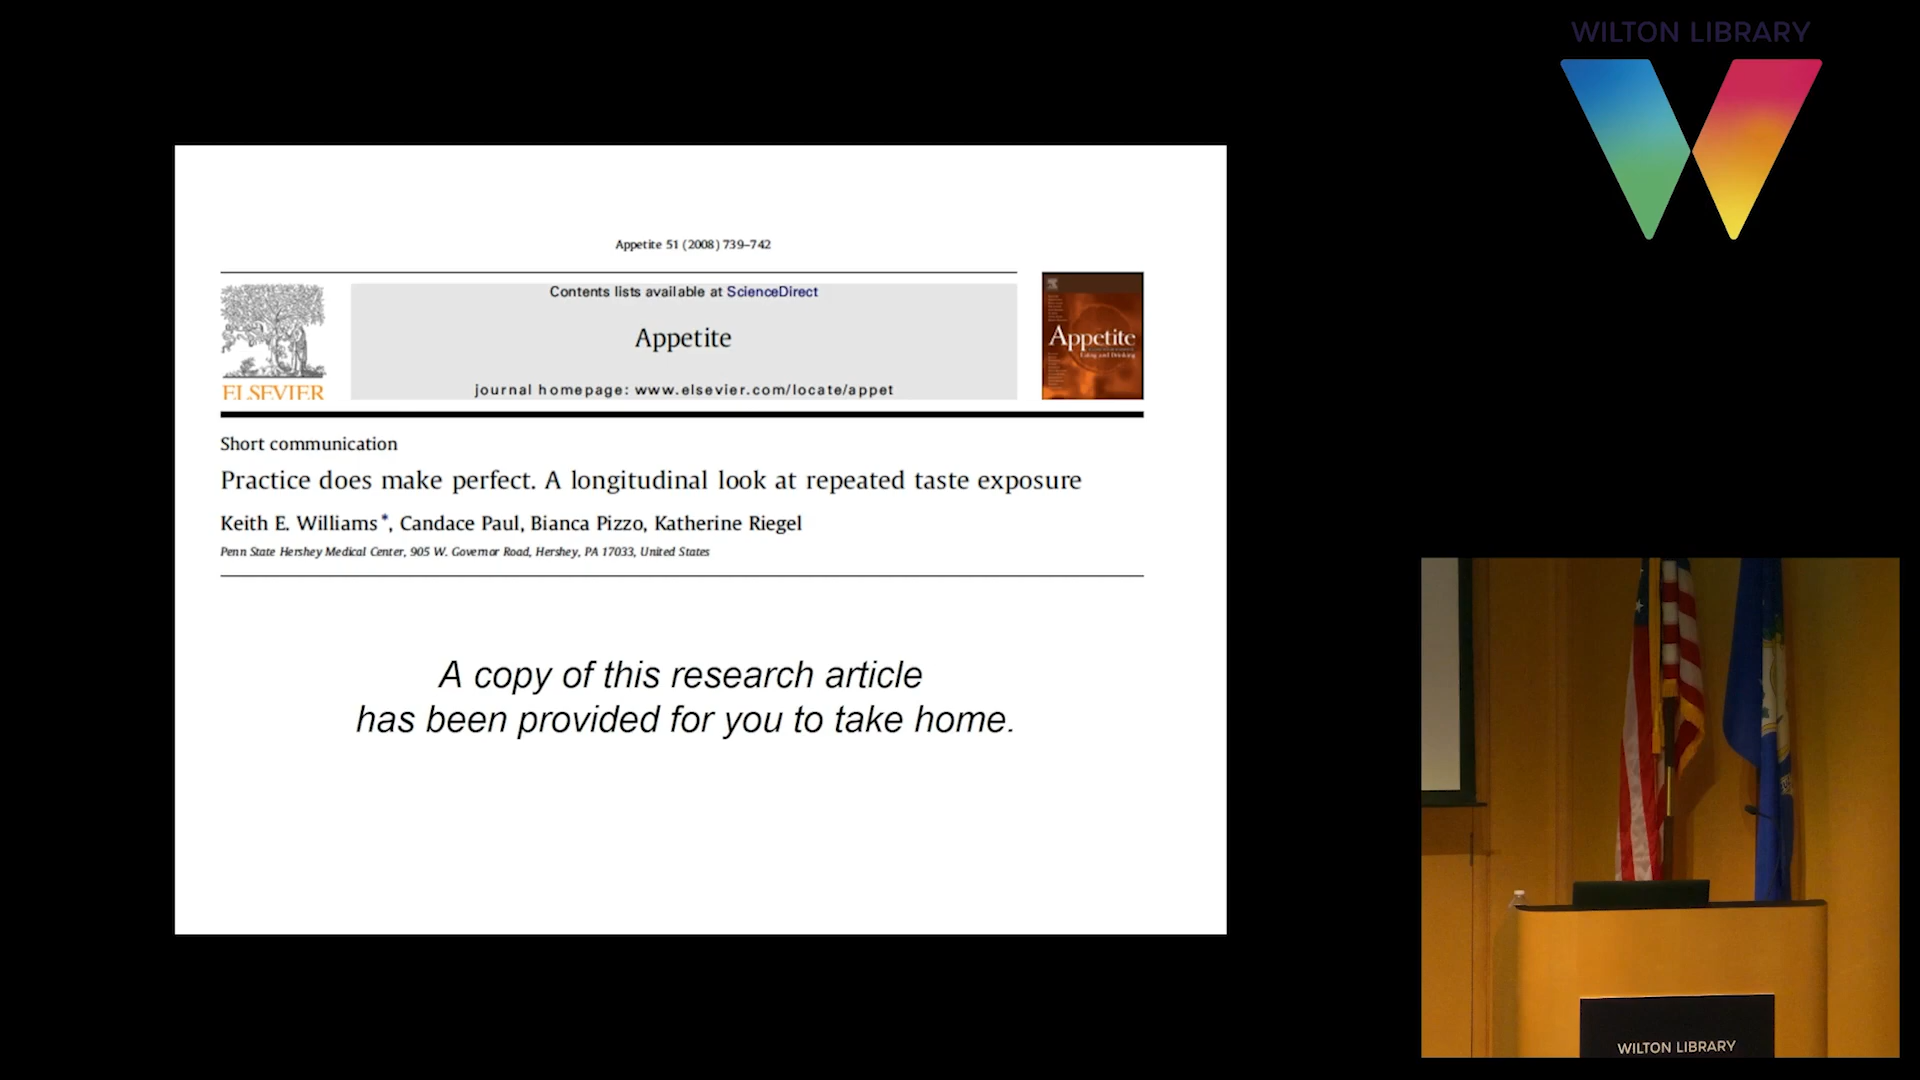 WILTON LIBRARY
Appetite 51 (2008) 739–742
Contents lists available at ScienceDirect
Appetite
journal homepage: www.elsevier.com/locate/appet
ELSEVIER
Appetite
Eating and Drinking
Short communication
Practice does make perfect. A longitudinal look at repeated taste exposure
Keith E. Williams *, Candace Paul, Bianca Pizzo, Katherine Riegel
Penn State Hershey Medical Center, 905 W. Governor Road, Hershey, PA 17033, United States
A copy of this research article
has been provided for you to take home.
WILTON LIBRARY